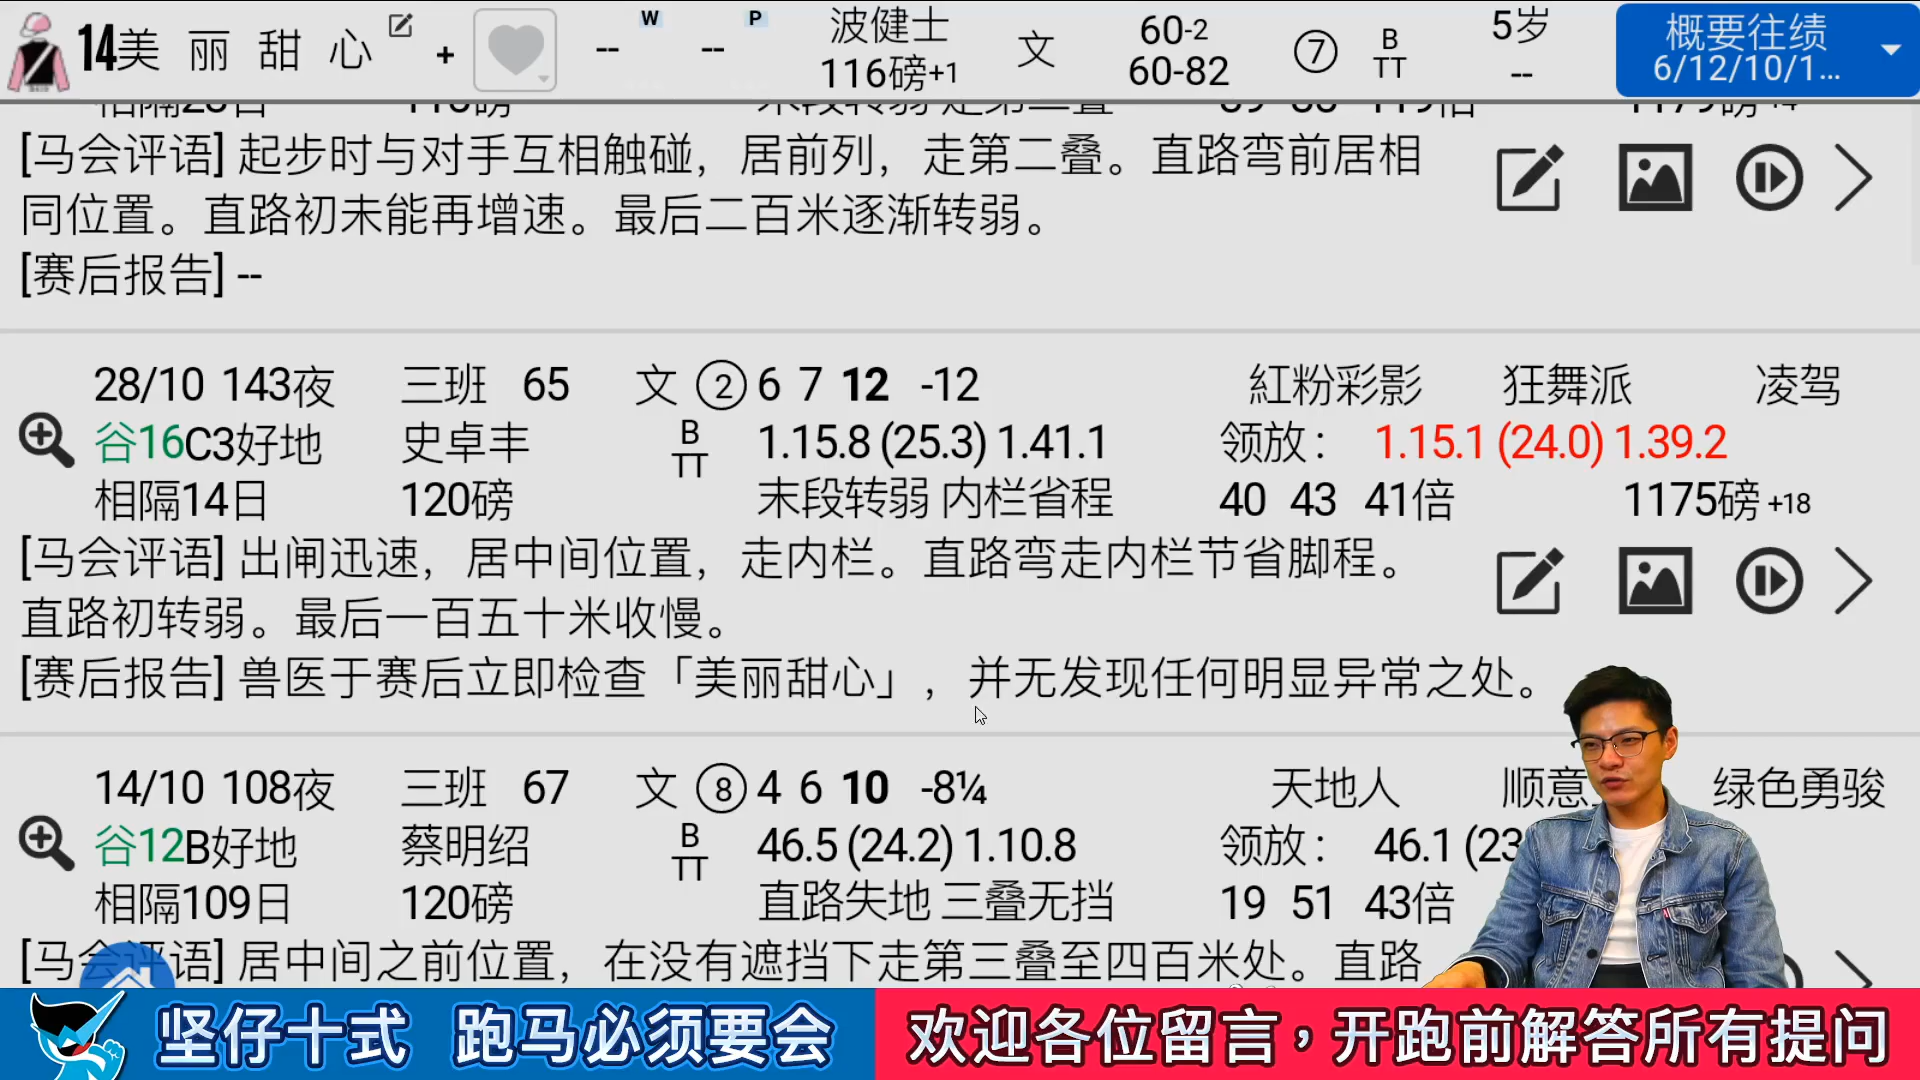 14美丽甜心 + -- W -- P 波健士 文 60-2 ⑦ B 5岁 概要往绩
116磅+1 60-82 TT -- 6/12/10/1...
[马会评语] 起步时与对手互相触碰，居前列，走第二叠。直路弯前居相
同位置。直路初未能再增速。最后二百米逐渐转弱。
[赛后报告] --
28/10 143夜 三班 65 文 ② 6 7 12 -12 紅粉彩影 狂舞派 凌驾
谷16C3好地 史卓丰 B 1.15.8 (25.3) 1.41.1 领放： 1.15.1 (24.0) 1.39.2
TT
相隔14日 120磅 末段转弱 内栏省程 40 43 41倍 1175磅 +18
[马会评语] 出闸迅速，居中间位置，走内栏。直路弯走内栏节省脚程。
直路初转弱。最后一百五十米收慢。
[赛后报告] 兽医于赛后立即检查「美丽甜心」，并无发现任何明显异常之处。
14/10 108夜 三班 67 文 ⑧ 4 6 10 -8¼ 天地人 顺意 绿色勇骏
谷12B好地 蔡明绍 B 46.5 (24.2) 1.10.8 领放： 46.1 (23
TT
相隔109日 120磅 直路失地 三叠无挡 19 51 43倍
[马会评语] 居中间之前位置，在没有遮挡下走第三叠至四百米处。直路
坚仔十式 跑马必须要会 欢迎各位留言，开跑前解答所有提问